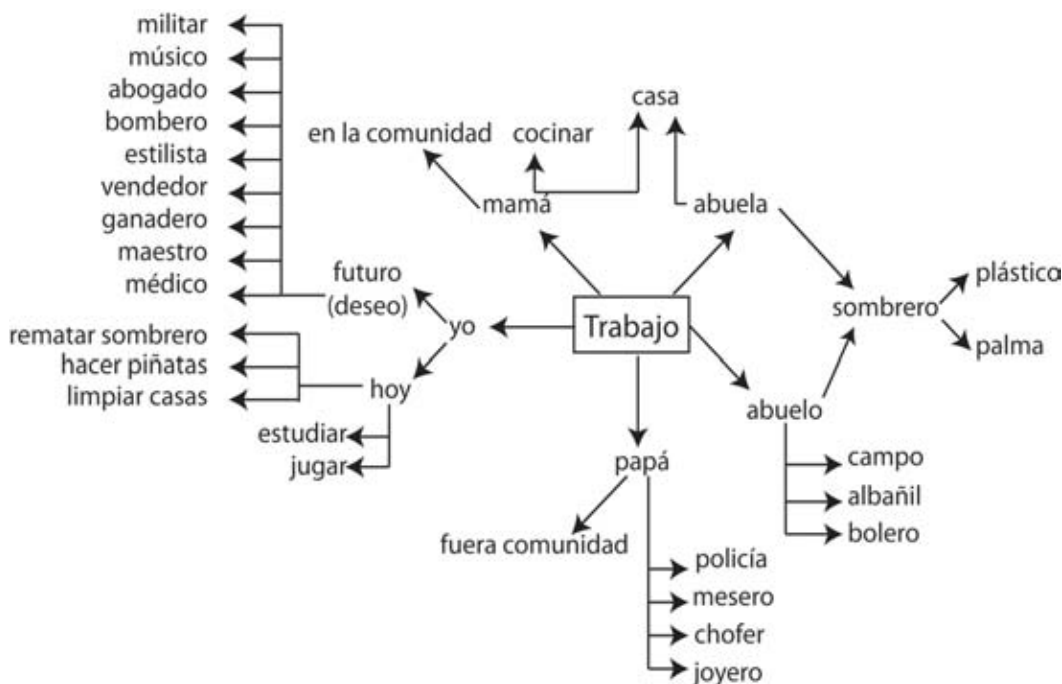 militar
músico
abogado
bombero
estilista
vendedor
ganadero
maestro
médico
futuro
(deseo)
yo
rematar sombrero
hacer piñatas
limpiar casas
hoy
estudiar
jugar
en la comunidad
cocinar
casa
mamá
abuela
Trabajo
sombrero
plástico
palma
abuelo
campo
albañil
bolero
papá
fuera comunidad
policía
mesero
chofer
joyero